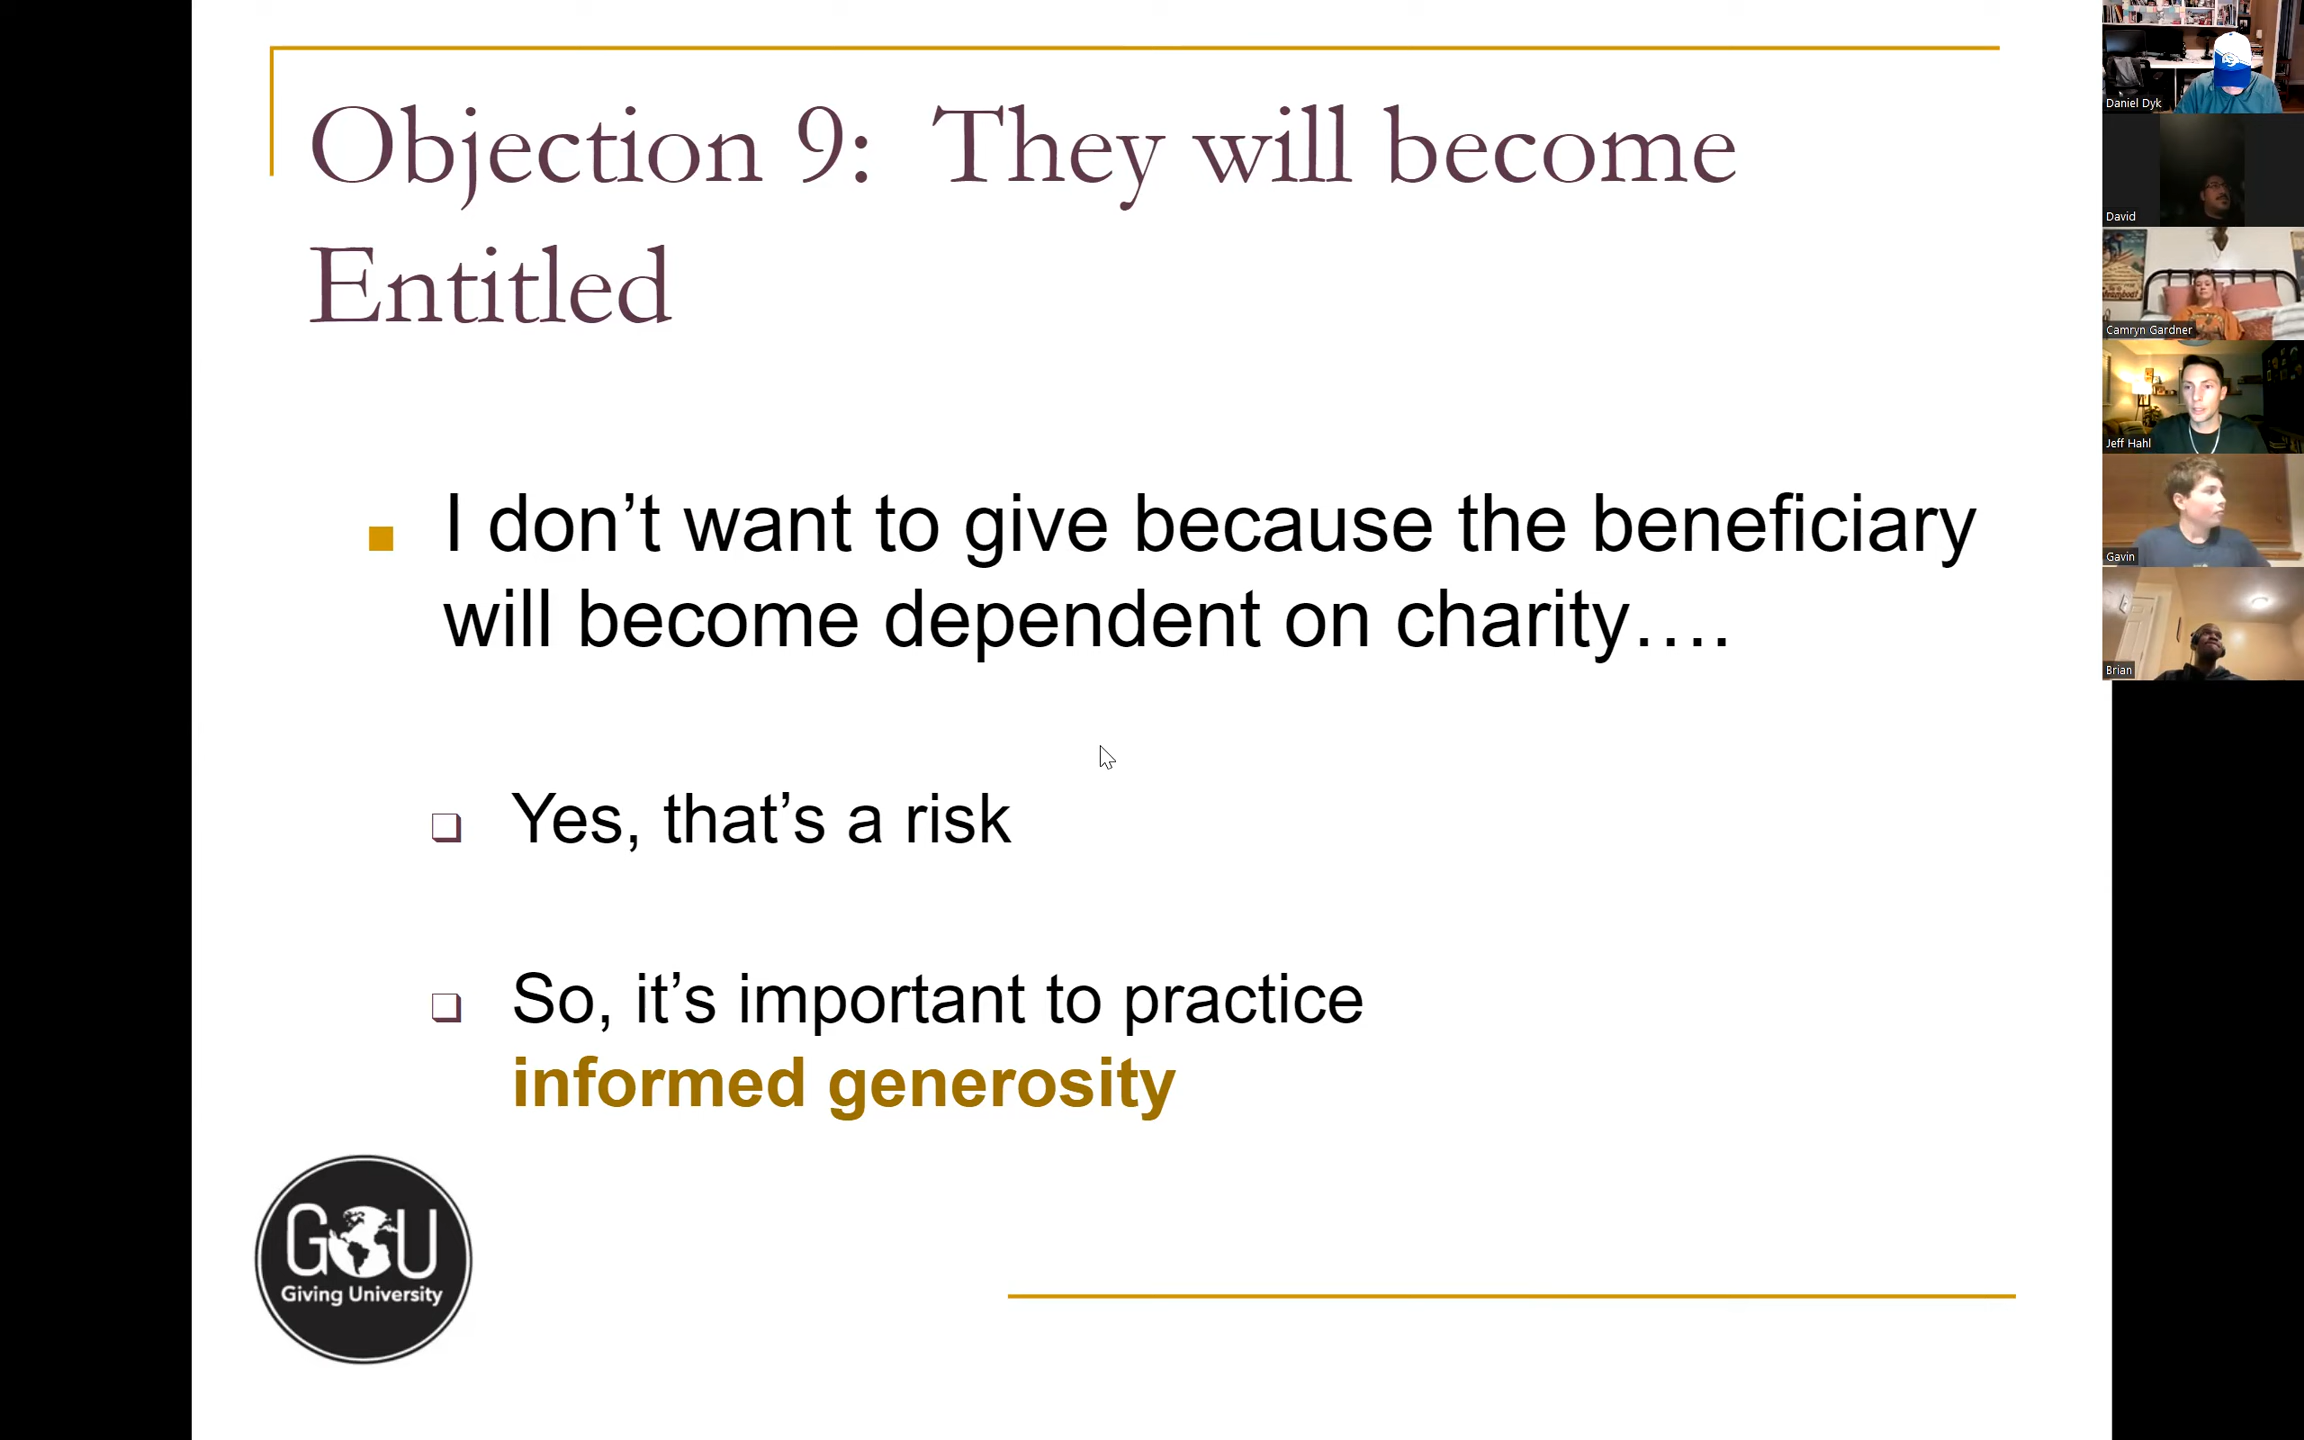 Objection 9: They will become
Entitled
I don’t want to give because the beneficiary
will become dependent on charity….
Yes, that’s a risk
So, it’s important to practice
informed generosity
G U
Giving University
Daniel Dyk
David
Camryn Gardner
Jeff Hahl
Gavin
Brian